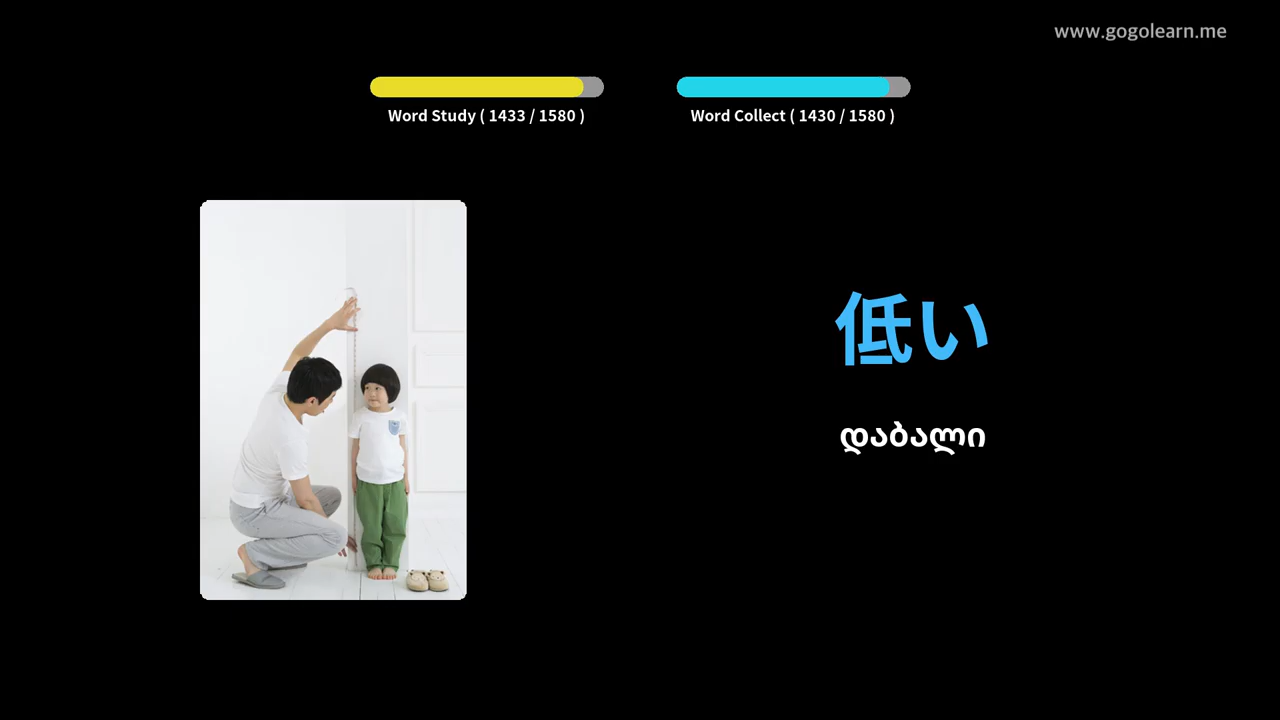 www.gogolearn.me
Word Study ( 1433 / 1580 )
Word Collect ( 1430 / 1580 )
低い
დაბალი